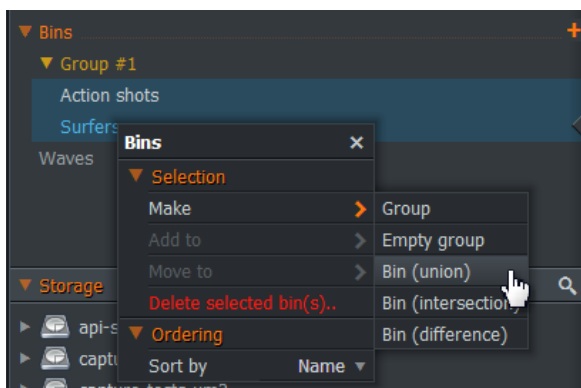 Bins
Group #1
Action shots
Surfers
Waves
Bins
Selection
Make
Add to
Move to
Delete selected bin(s)..
Ordering
Sort by Name
Group
Empty group
Bin (union)
Bin (intersection)
Bin (difference)
Storage